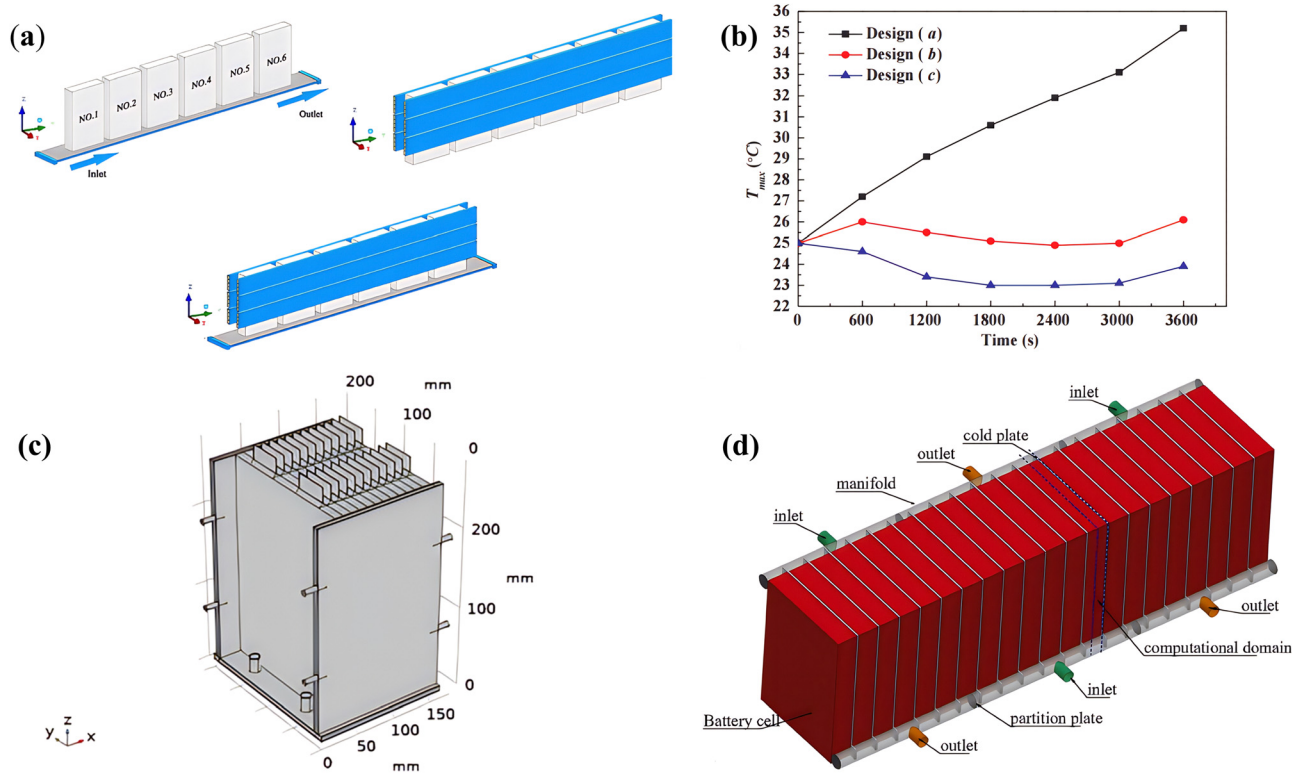 (a)
NO.1
NO.2
NO.3
NO.4
NO.5
NO.6
Inlet
Outlet
z
z
z
(b)
Design (a)
Design (b)
Design (c)
T max (°C)
36
35
34
33
32
31
30
29
28
27
26
25
24
23
22
0 600 1200 1800 2400 3000 3600
Time (s)
(c)
200 mm
100
0
200
mm
100
0
150
100
50
0
mm
z
y x
(d)
inlet
cold plate
outlet
manifold
inlet
outlet
computational domain
inlet
partition plate
Battery cell
outlet